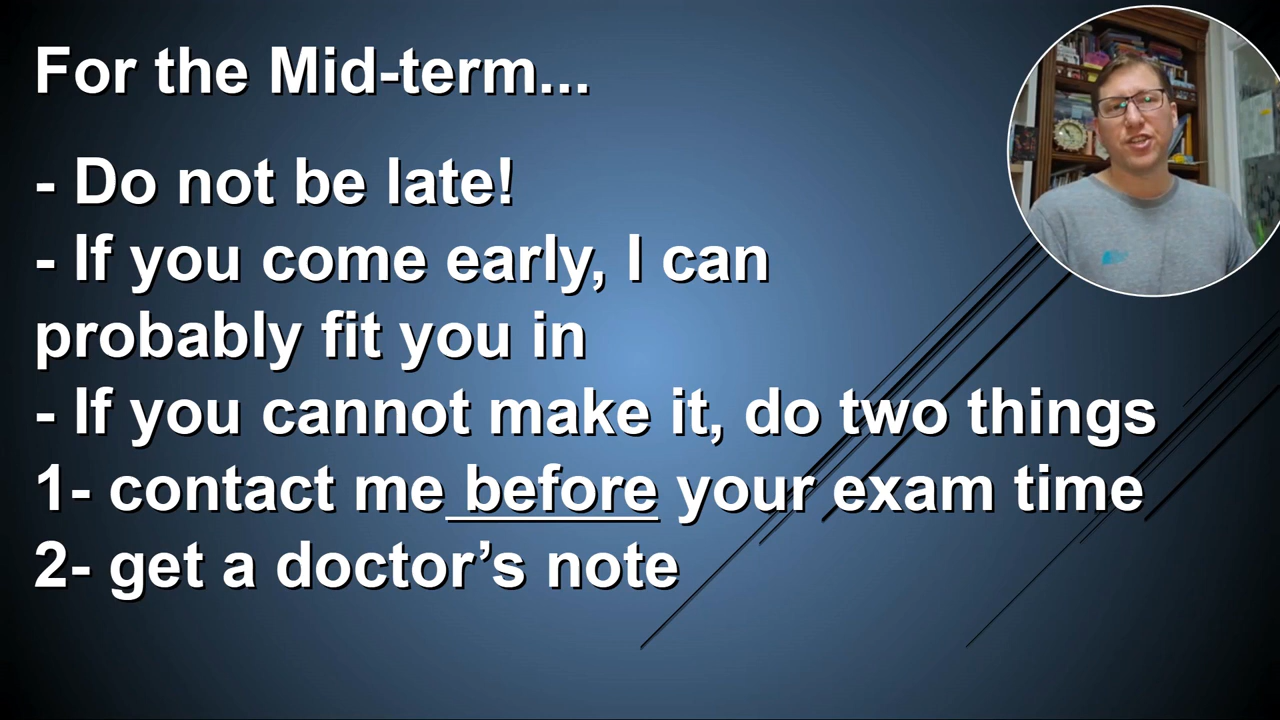 For the Mid-term...
- Do not be late!
- If you come early, I can
probably fit you in
- If you cannot make it, do two things
1- contact me before your exam time
2- get a doctor’s note